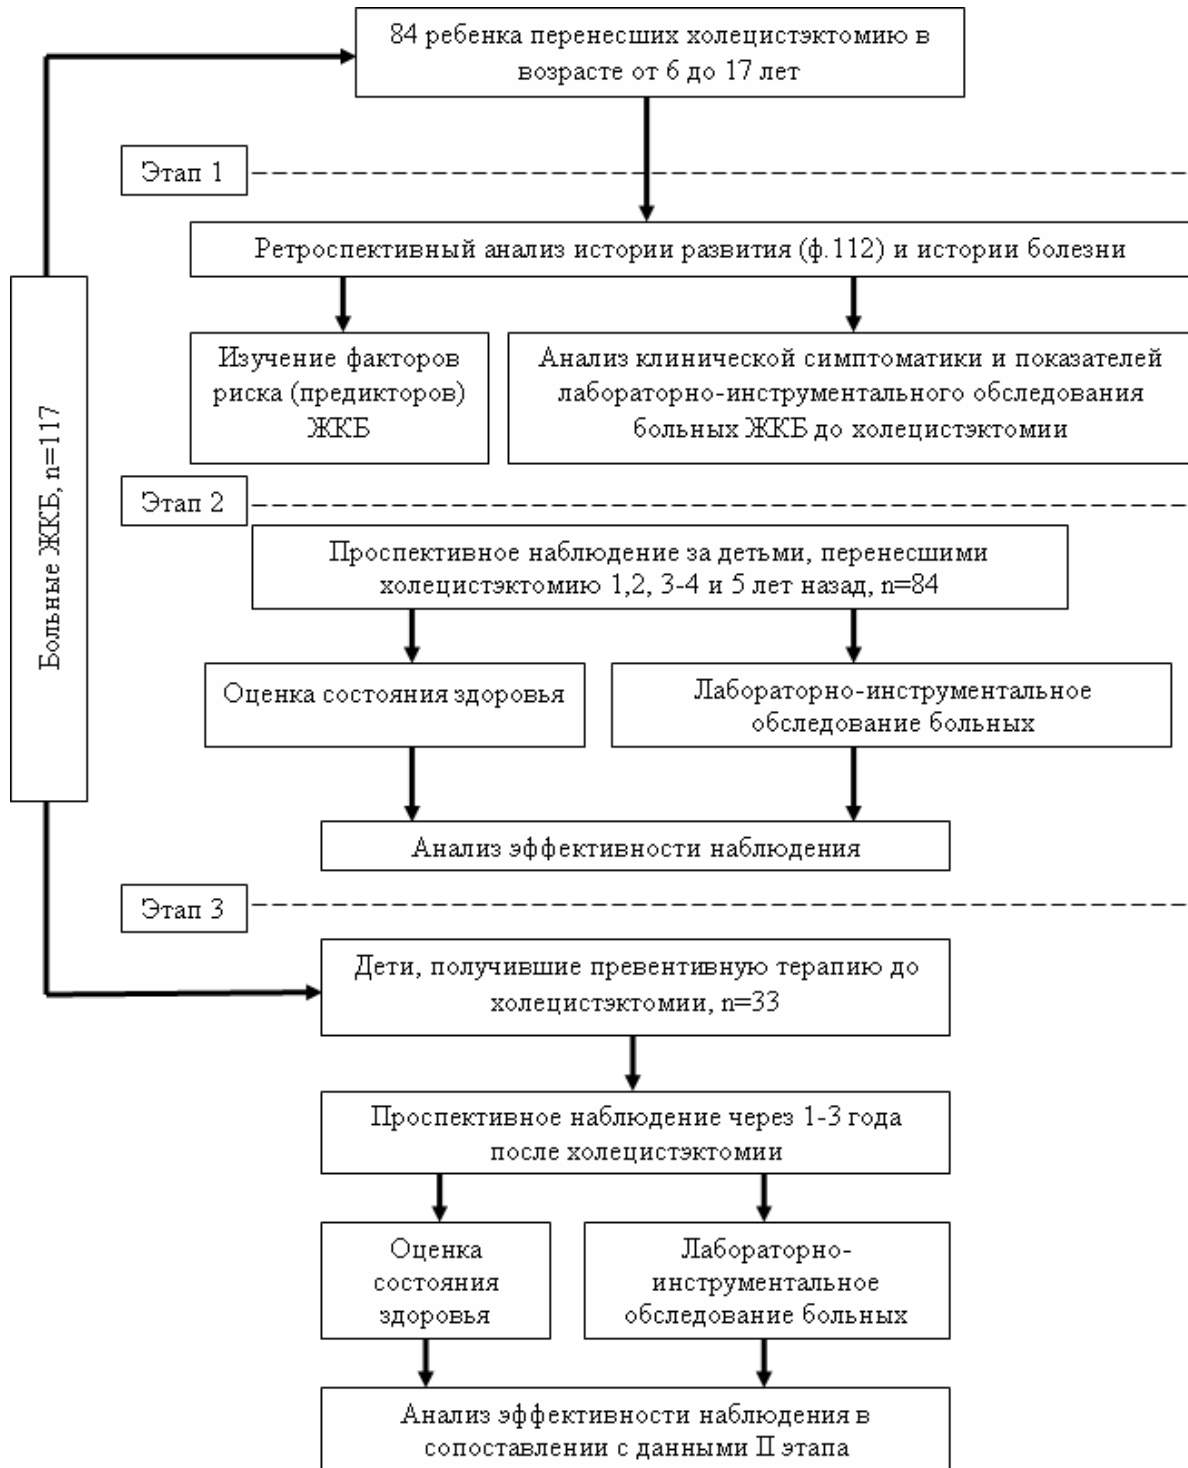 84 ребенка перенесших холецистэктомию в
возрасте от 6 до 17 лет
Этап 1
Ретроспективный анализ истории развития (ф.112) и истории болезни
Изучение факторов
риска (предикторов)
ЖКБ
Анализ клинической симптоматики и показателей
лабораторно-инструментального обследования
больных ЖКБ до холецистэктомии
Больные ЖКБ, n=117
Этап 2
Проспективное наблюдение за детьми, перенесшими
холецистэктомию 1,2, 3-4 и 5 лет назад, n=84
Оценка состояния здоровья
Лабораторно-инструментальное
обследование больных
Анализ эффективности наблюдения
Этап 3
Дети, получившие превентивную терапию до
холецистэктомии, n=33
Проспективное наблюдение через 1-3 года
после холецистэктомии
Оценка
состояния
здоровья
Лабораторно-
инструментальное
обследование больных
Анализ эффективности наблюдения в
сопоставлении с данными II этапа